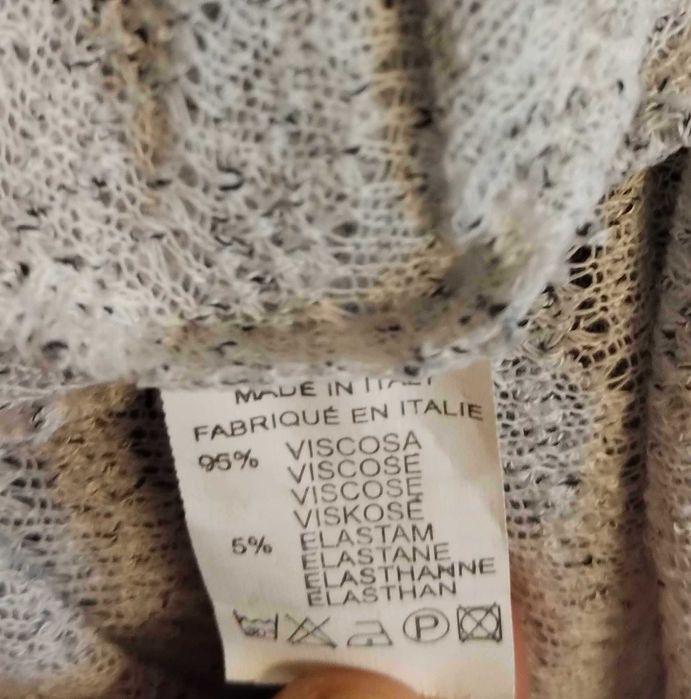 MADE IN ITALY
FABRIQUÉ EN ITALIE
95% VISCOSA
VISCOSE
VISCOSE
VISKOSE
5% ELASTAM
ELASTANE
ELASTHANNE
ELASTHAN
P